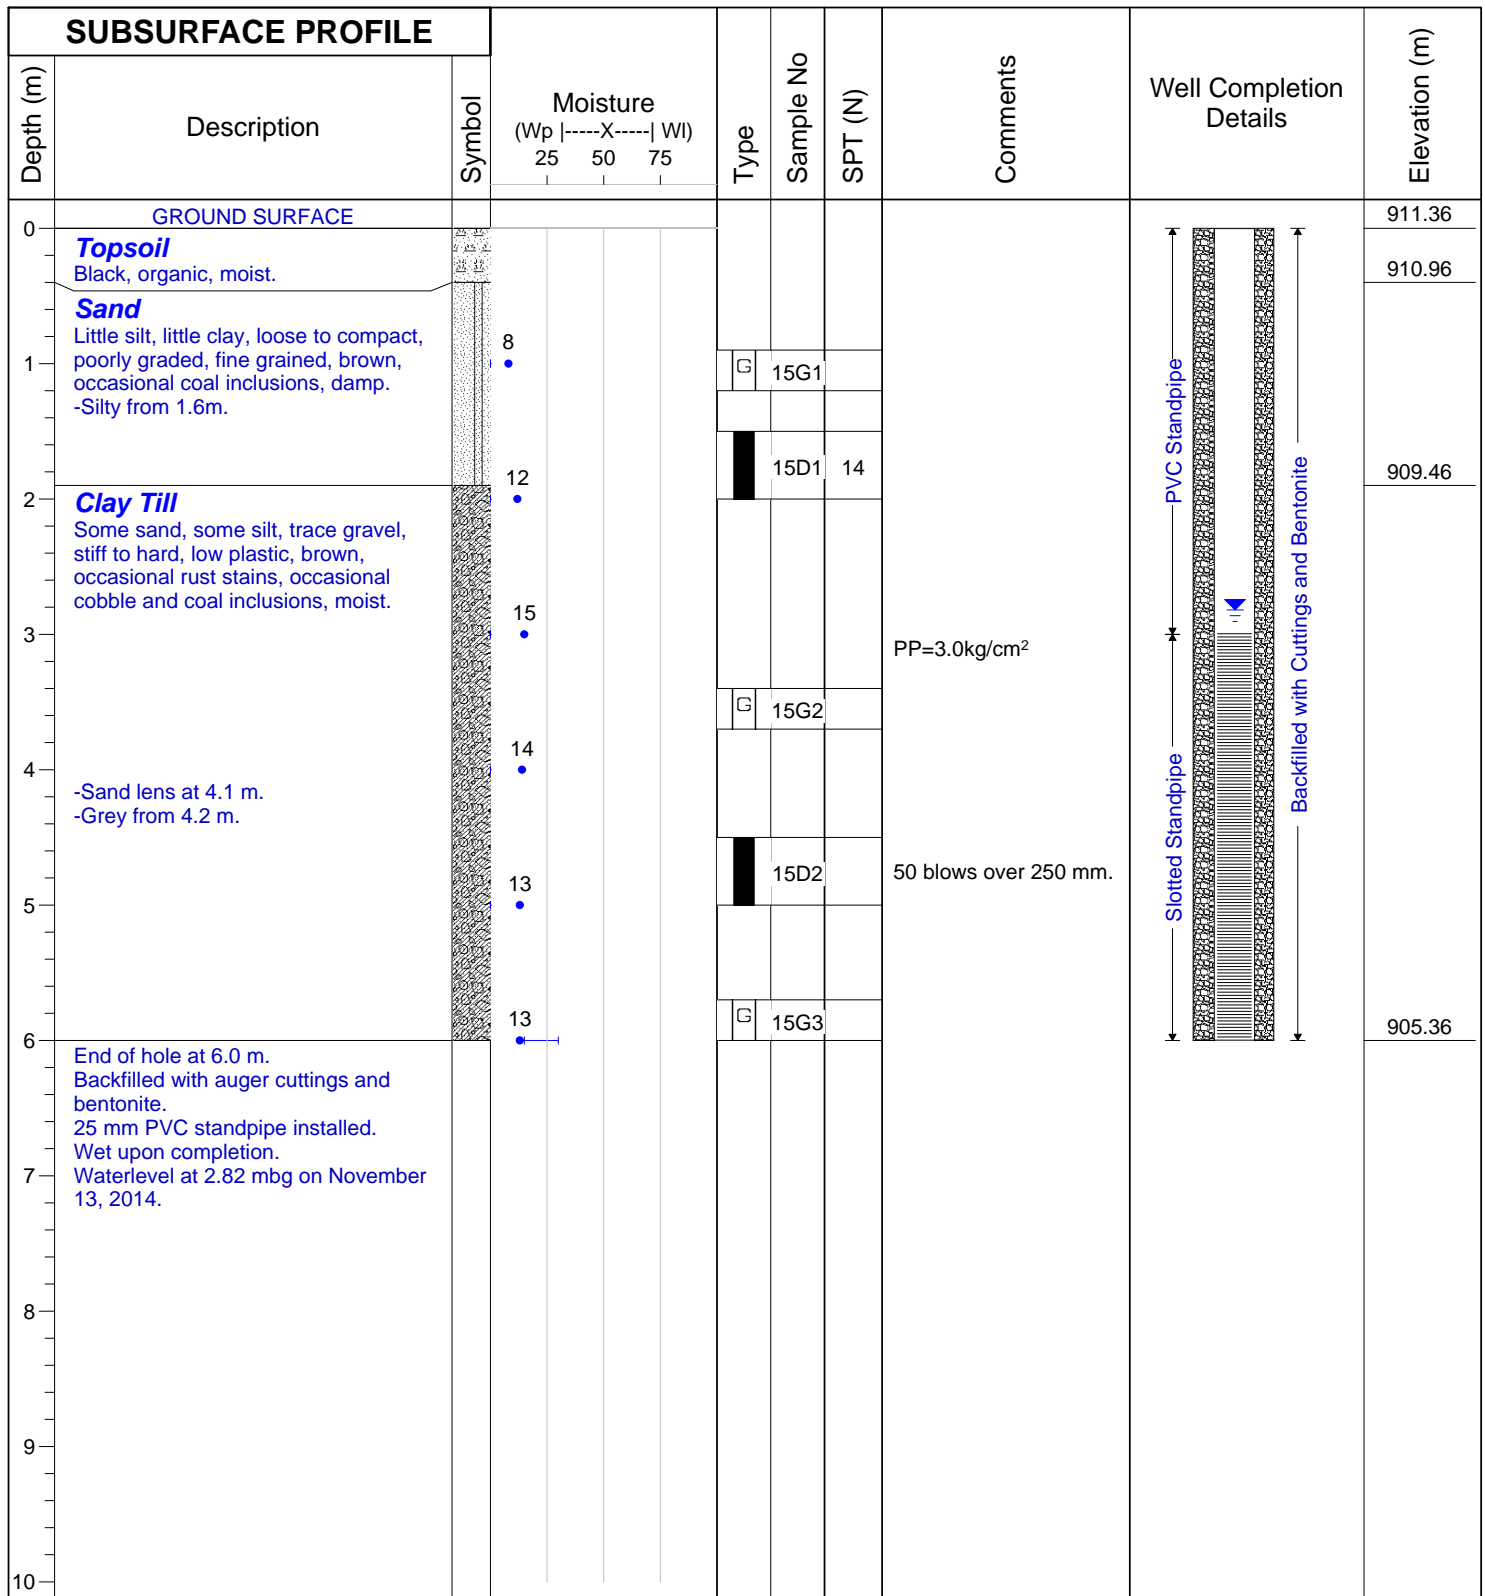 SUBSURFACE PROFILE
Depth (m)
Description
Symbol
Moisture
(Wp |-----X-----| Wl)
25 50 75
Type
Sample No
SPT (N)
Comments
Well Completion
Details
Elevation (m)
GROUND SURFACE
911.36
0
Topsoil
Black, organic, moist.
910.96
Sand
Little silt, little clay, loose to compact,
poorly graded, fine grained, brown,
occasional coal inclusions, damp.
-Silty from 1.6m.
8
1
G 15G1
15D1 14
909.46
12
2
Clay Till
Some sand, some silt, trace gravel,
stiff to hard, low plastic, brown,
occasional rust stains, occasional
cobble and coal inclusions, moist.
15
3
PP=3.0kg/cm²
G 15G2
14
4
-Sand lens at 4.1 m.
-Grey from 4.2 m.
15D2
50 blows over 250 mm.
13
5
G 15G3
13
905.36
6
PVC Standpipe
Slotted Standpipe
Backfilled with Cuttings and Bentonite
End of hole at 6.0 m.
Backfilled with auger cuttings and
bentonite.
25 mm PVC standpipe installed.
Wet upon completion.
Waterlevel at 2.82 mbg on November
13, 2014.
7
8
9
10